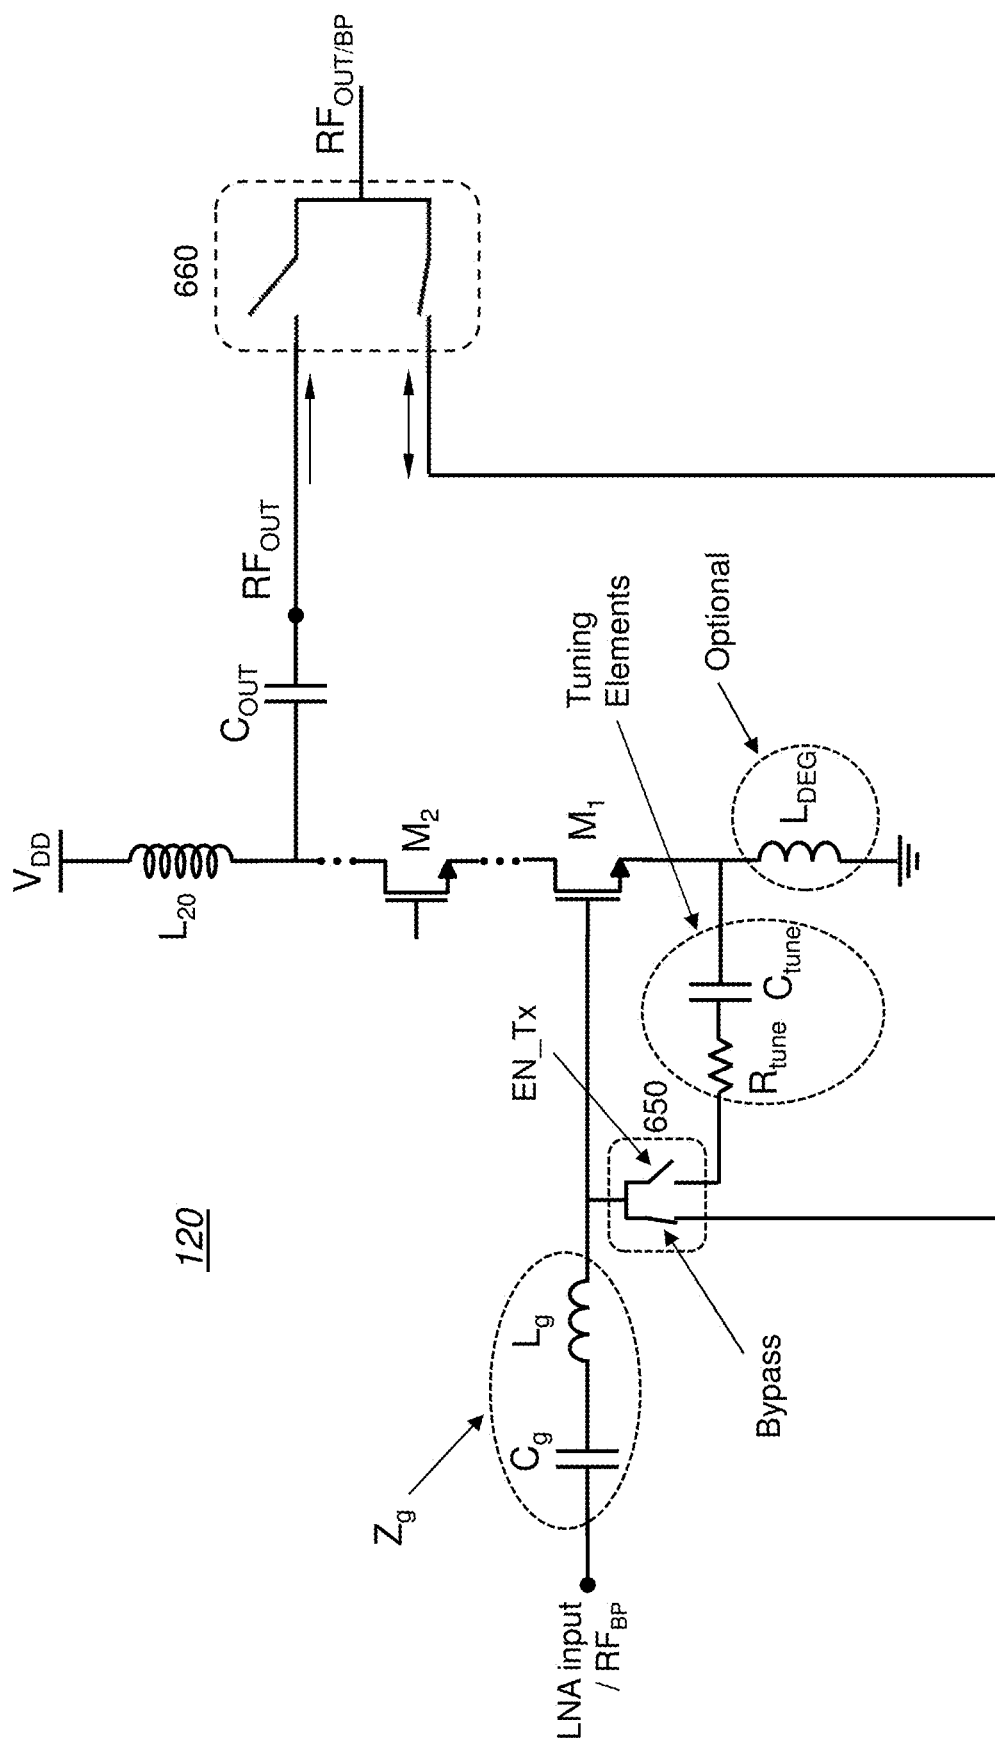 120
V_DD
L_20
C_OUT
RF_OUT
660
RF_OUT/BP
M_2
M_1
EN_Tx
Tuning
Elements
Optional
L_DEG
C_tune
R_tune
650
Bypass
Z_g
C_g
L_g
LNA input
/ RF_BP